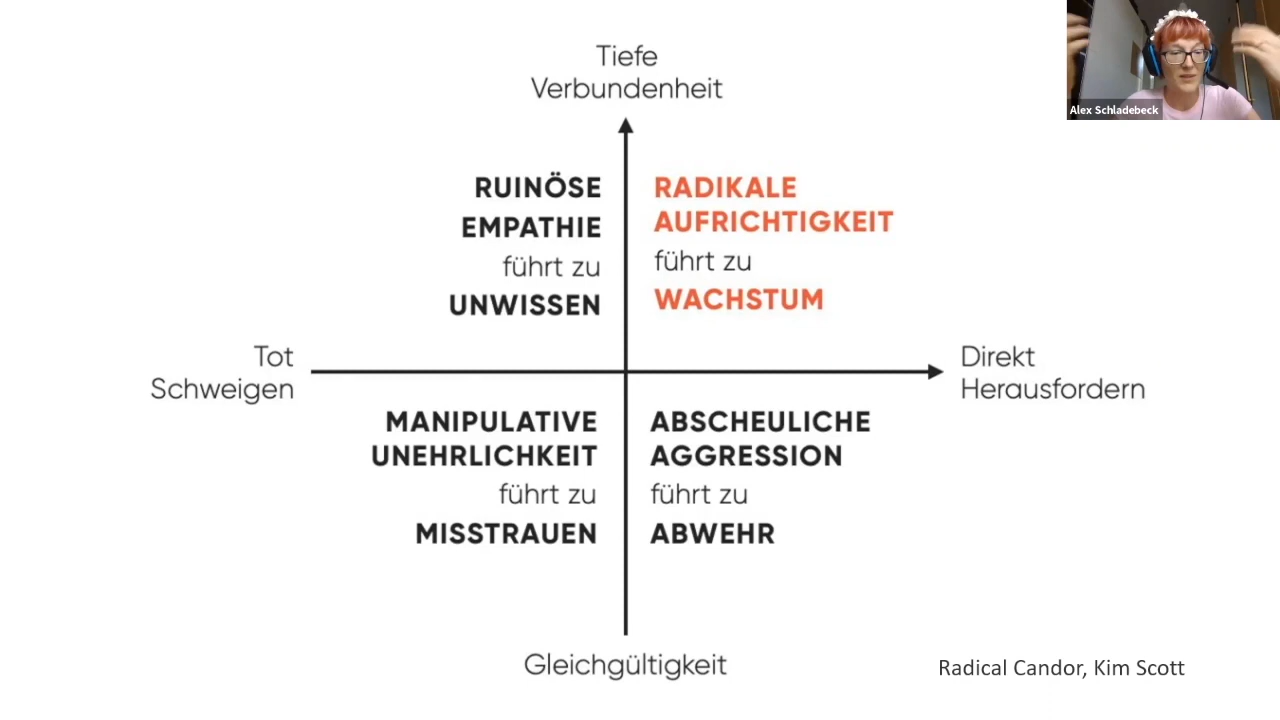 Tiefe
Verbundenheit
Alex Schladebeck
RUINÖSE
EMPATHIE
führt zu
UNWISSEN
RADIKALE
AUFRICHTIGKEIT
führt zu
WACHSTUM
Tot
Schweigen
Direkt
Herausfordern
MANIPULATIVE
UNEHRLICHKEIT
führt zu
MISSTRAUEN
ABSCHEULICHE
AGGRESSION
führt zu
ABWEHR
Gleichgültigkeit
Radical Candor, Kim Scott